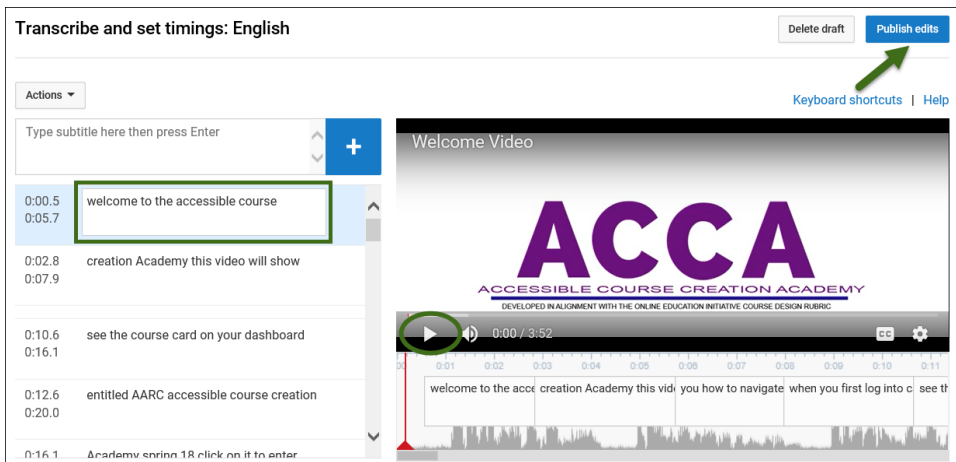 Transcribe and set timings: English
Delete draft
Publish edits
Actions
Keyboard shortcuts | Help
Type subtitle here then press Enter
+
0:00.5 welcome to the accessible course
0:05.7
0:02.8 creation Academy this video will show
0:07.9
0:10.6 see the course card on your dashboard
0:16.1
0:12.6 entitled AARC accessible course creation
0:20.0
0:16.1 Academy spring 18 click on it to enter
Welcome Video
ACCA
ACCESSIBLE COURSE CREATION ACADEMY
DEVELOPED IN ALIGNMENT WITH THE ONLINE EDUCATION INITIATIVE COURSE DESIGN RUBRIC
0:00 / 3:52
CC
0:01 0:02 0:03 0:04 0:05 0:06 0:07 0:08 0:09 0:10 0:11
welcome to the acce creation Academy this vid you how to navigate when you first log into c see th